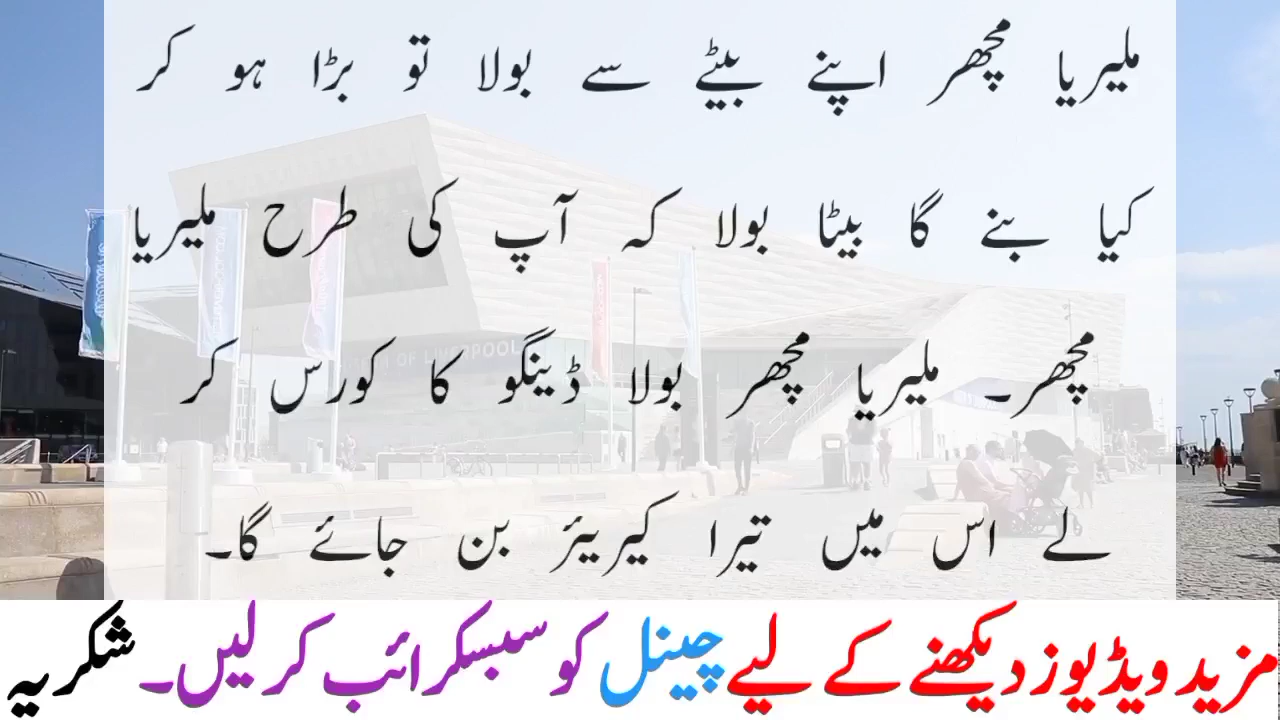 ملیریا مچھر اپنے بیٹے سے بولا تو بڑا ہو کر
کیا بنے گا بیٹا بولا کہ آپ کی طرح ملیریا
مچھر۔ ملیریا مچھر بولا ڈینگو کا کورس کر
لے اس میں تیرا کیریئر بن جائے گا۔
OF LIVERPOOL
مزید ویڈیوز دیکھنے کے لیے چینل کو سبسکرائب کر لیں۔ شکریہ